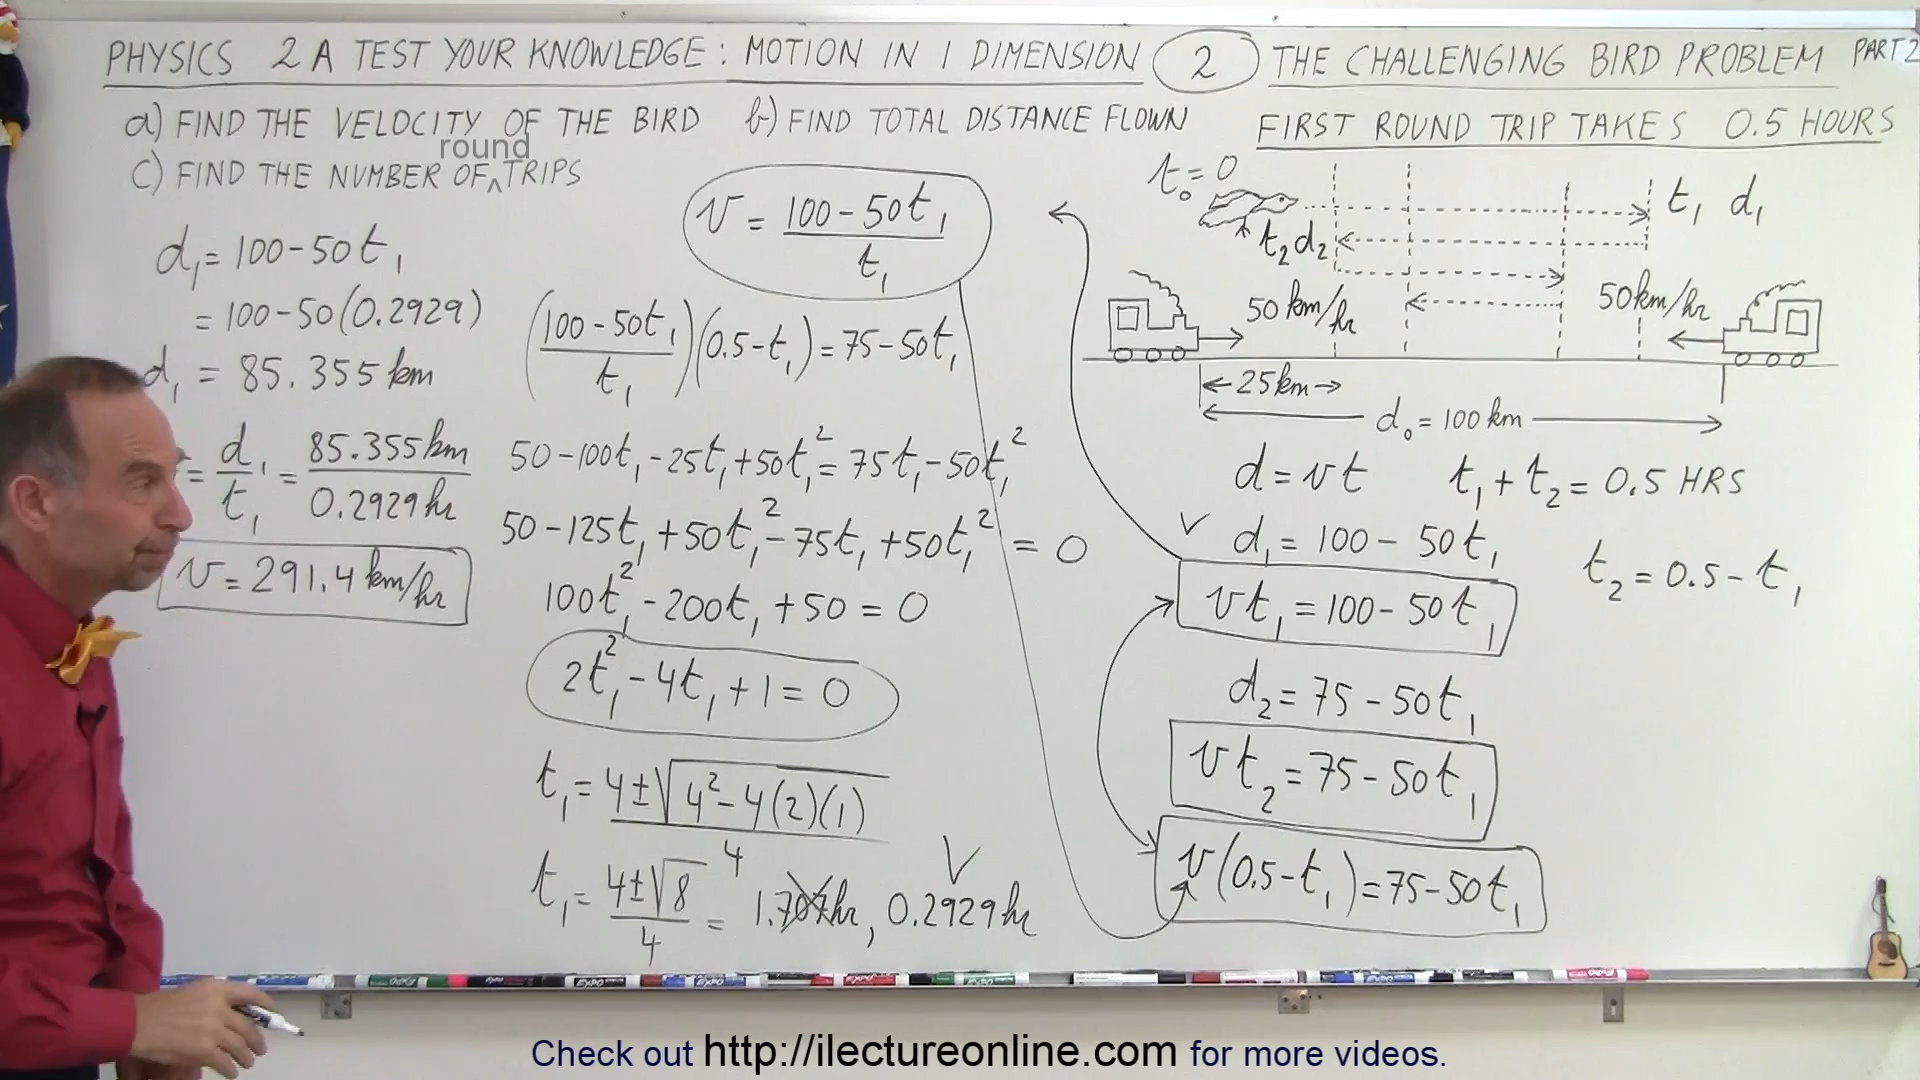 PHYSICS 2A TEST YOUR KNOWLEDGE: MOTION IN 1 DIMENSION 2 THE CHALLENGING BIRD PROBLEM PART 2
a) FIND THE VELOCITY OF THE BIRD b) FIND TOTAL DISTANCE FLOWN
c) FIND THE NUMBER OF ^ round TRIPS
FIRST ROUND TRIP TAKES 0.5 HOURS
d₁ = 100 - 50t₁
= 100 - 50(0.2929)
d₁ = 85.355 km
= d₁/t₁ = 85.355 km / 0.2929 hr
v = 291.4 km/hr
v = (100 - 50t₁)/t₁
((100 - 50t₁)/t₁)(0.5 - t₁) = 75 - 50t₁
50 - 100t₁ - 25t₁ + 50t₁² = 75t₁ - 50t₁²
50 - 125t₁ + 50t₁² - 75t₁ + 50t₁² = 0
100t₁² - 200t₁ + 50 = 0
2t₁² - 4t₁ + 1 = 0
t₁ = (4 ± √(4² - 4(2)(1)))/4
t₁ = (4 ± √8)/4 = 1.707 hr, 0.2929 hr
t₀ = 0
t₁ d₁
t₂ d₂
50 km/hr 50 km/hr
25 km
d₀ = 100 km
d = vt t₁ + t₂ = 0.5 HRS
d₁ = 100 - 50t₁
t₂ = 0.5 - t₁
vt₁ = 100 - 50t₁
d₂ = 75 - 50t₁
vt₂ = 75 - 50t₁
v(0.5 - t₁) = 75 - 50t₁
Check out http://ilectureonline.com for more videos.